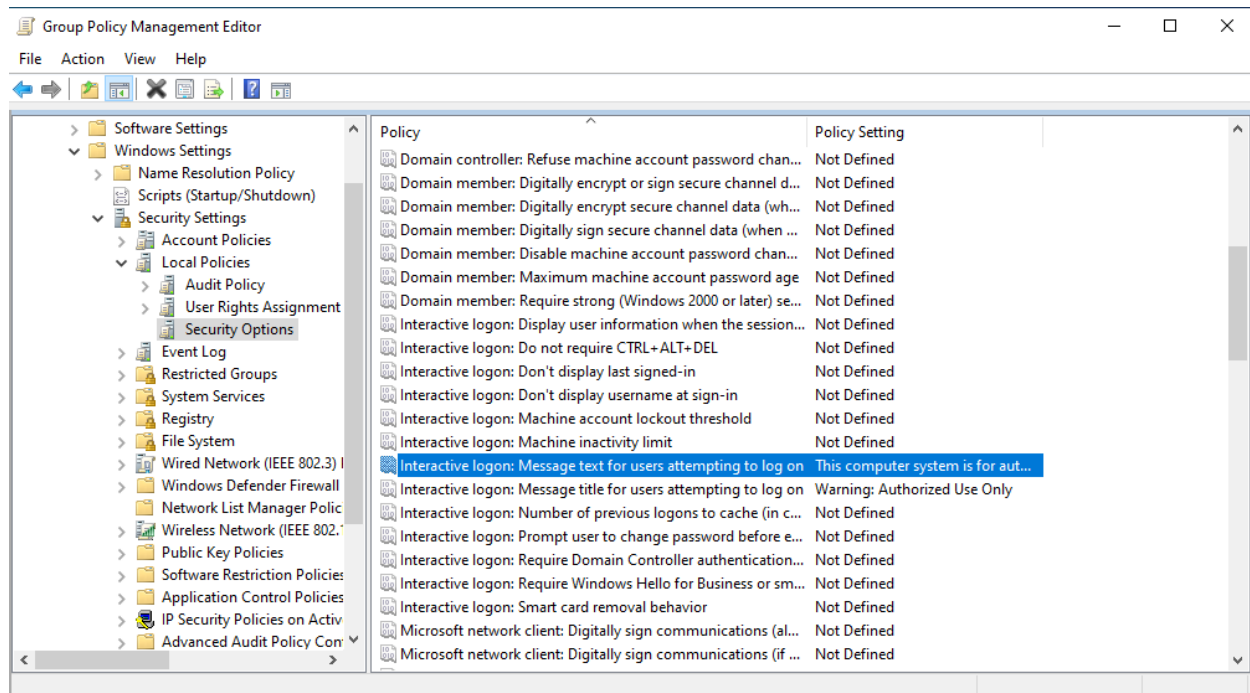 Group Policy Management Editor
File Action View Help
Software Settings
Windows Settings
Name Resolution Policy
Scripts (Startup/Shutdown)
Security Settings
Account Policies
Local Policies
Audit Policy
User Rights Assignment
Security Options
Event Log
Restricted Groups
System Services
Registry
File System
Wired Network (IEEE 802.3)
Windows Defender Firewall
Network List Manager Polic
Wireless Network (IEEE 802.1
Public Key Policies
Software Restriction Policies
Application Control Policies
IP Security Policies on Activ
Advanced Audit Policy Con
Policy Policy Setting
Domain controller: Refuse machine account password chan... Not Defined
Domain member: Digitally encrypt or sign secure channel d... Not Defined
Domain member: Digitally encrypt secure channel data (wh... Not Defined
Domain member: Digitally sign secure channel data (when ... Not Defined
Domain member: Disable machine account password chan... Not Defined
Domain member: Maximum machine account password age Not Defined
Domain member: Require strong (Windows 2000 or later) se... Not Defined
Interactive logon: Display user information when the session... Not Defined
Interactive logon: Do not require CTRL+ALT+DEL Not Defined
Interactive logon: Don't display last signed-in Not Defined
Interactive logon: Don't display username at sign-in Not Defined
Interactive logon: Machine account lockout threshold Not Defined
Interactive logon: Machine inactivity limit Not Defined
Interactive logon: Message text for users attempting to log on This computer system is for aut...
Interactive logon: Message title for users attempting to log on Warning: Authorized Use Only
Interactive logon: Number of previous logons to cache (in c... Not Defined
Interactive logon: Prompt user to change password before e... Not Defined
Interactive logon: Require Domain Controller authentication... Not Defined
Interactive logon: Require Windows Hello for Business or sm... Not Defined
Interactive logon: Smart card removal behavior Not Defined
Microsoft network client: Digitally sign communications (al... Not Defined
Microsoft network client: Digitally sign communications (if ... Not Defined